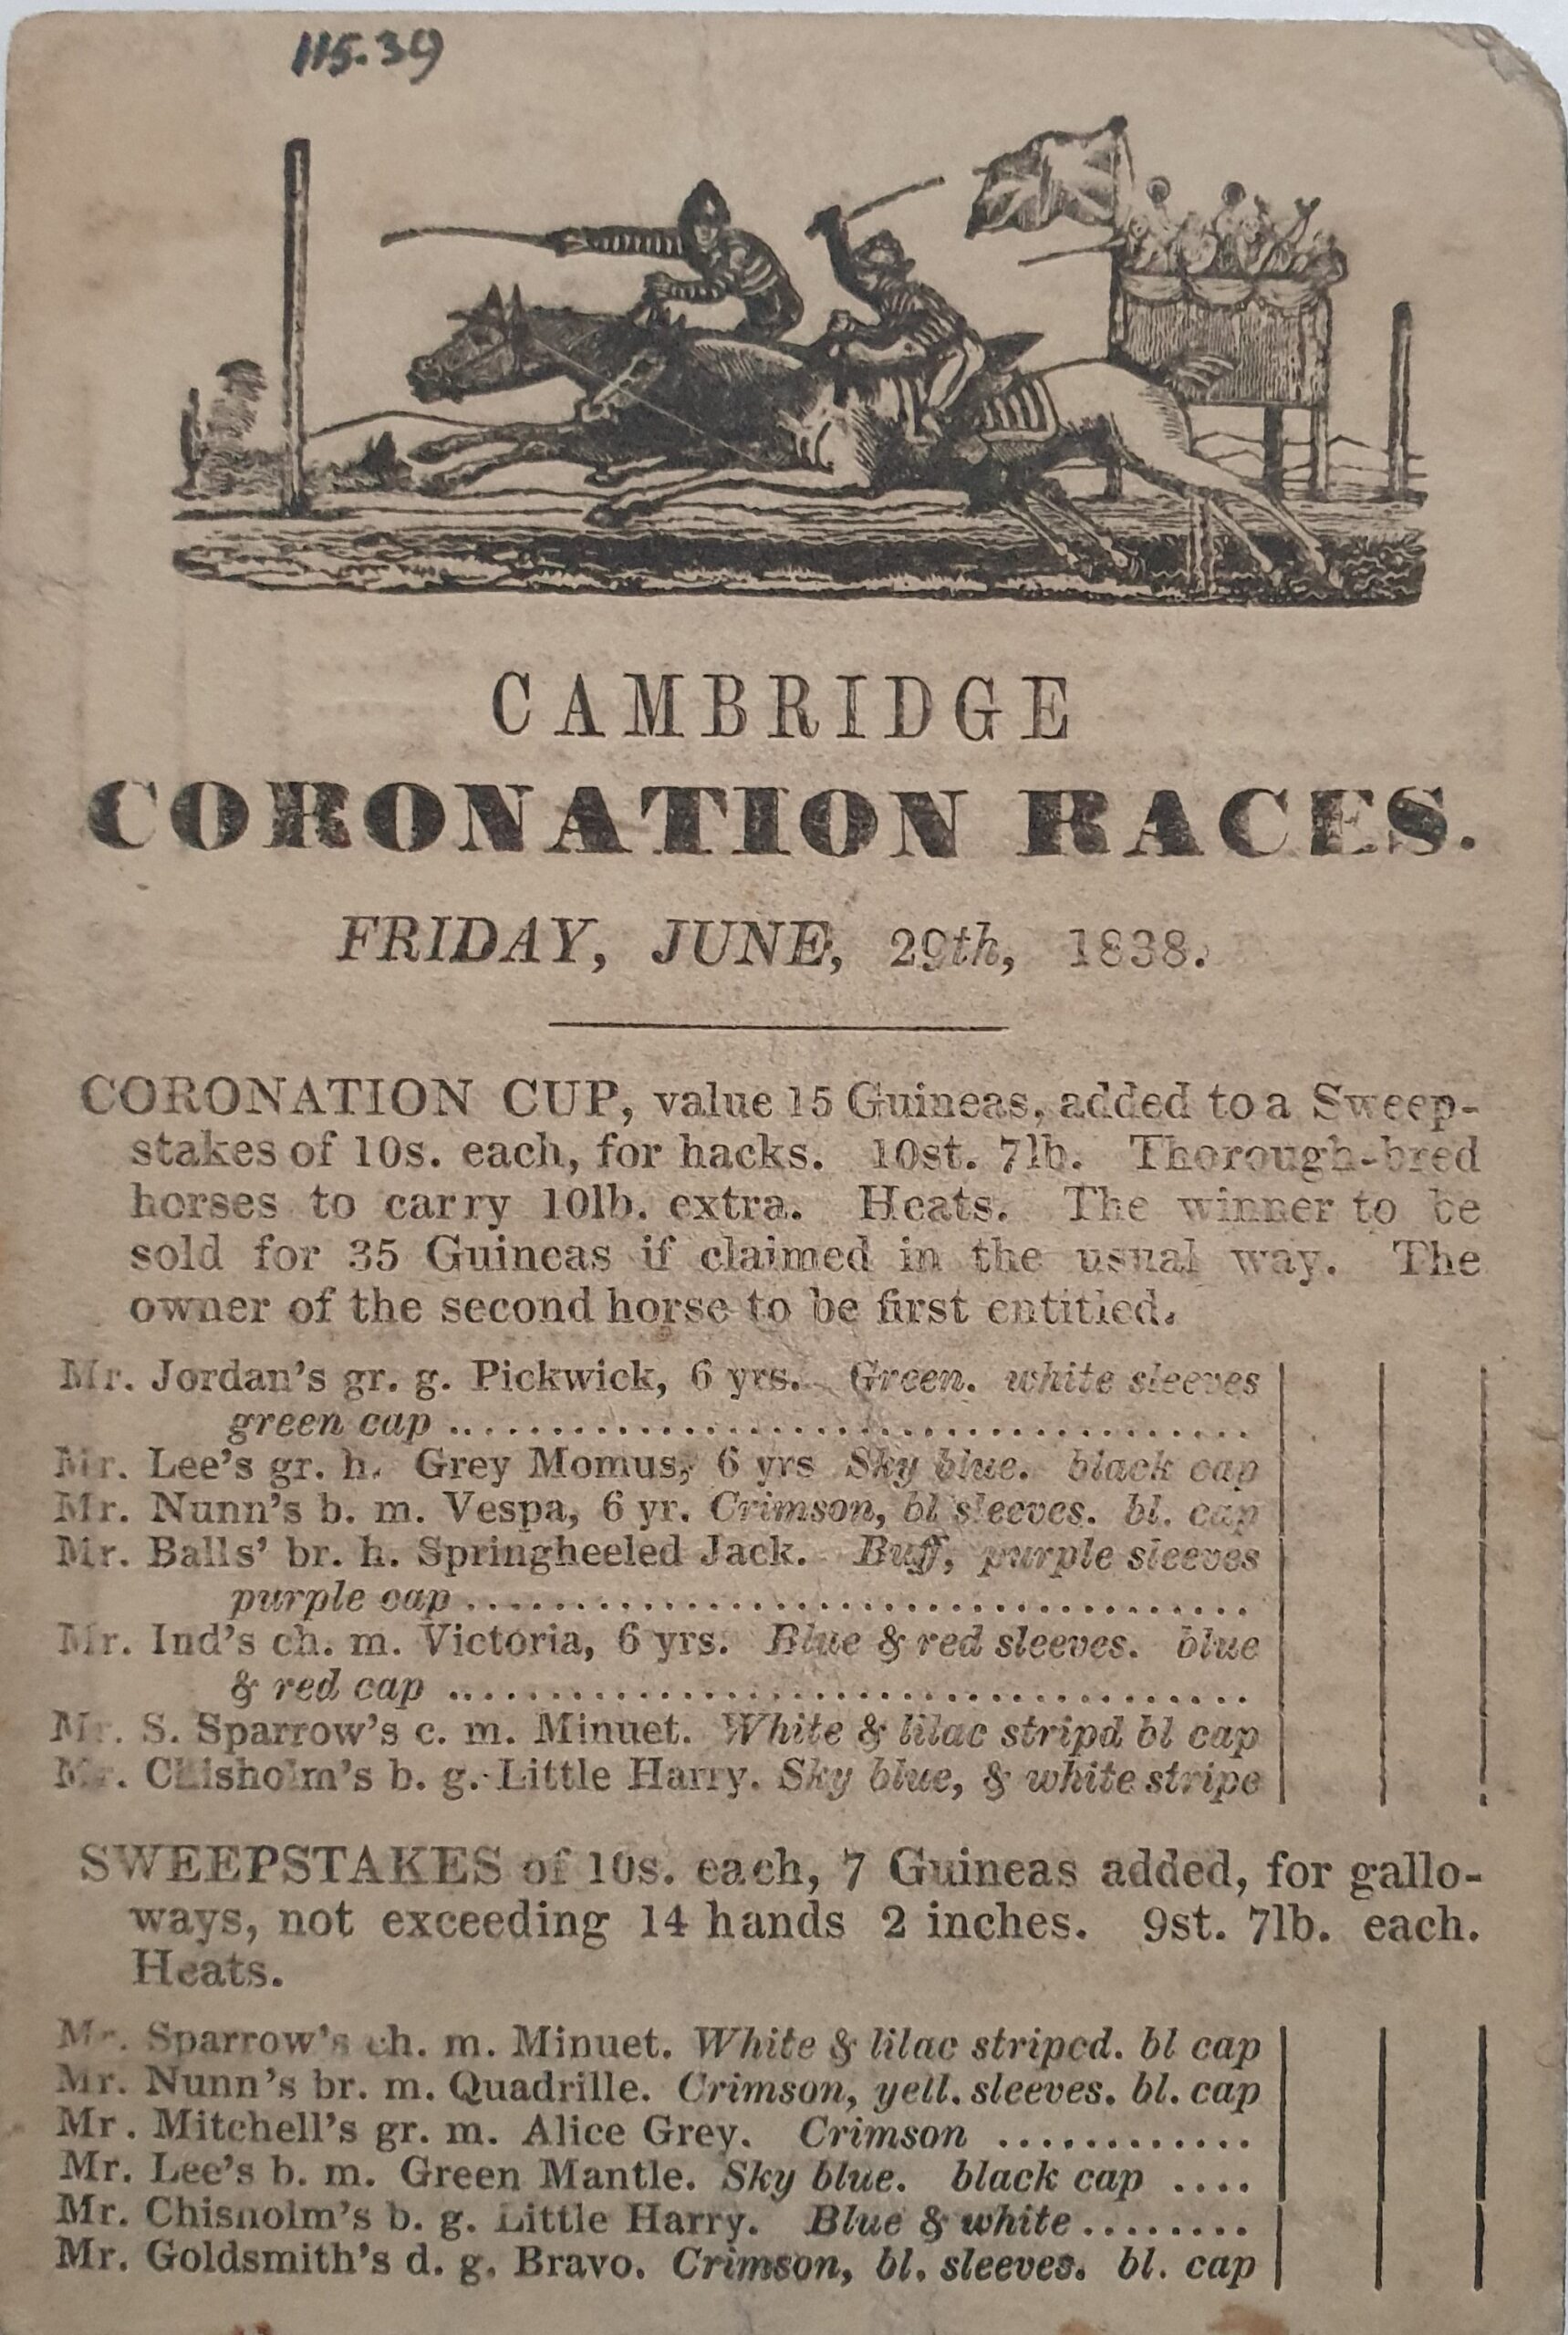 115.39
CAMBRIDGE
CORONATION RACES.
FRIDAY, JUNE, 29th, 1838.
CORONATION CUP, value 15 Guineas, added to a Sweep-
stakes of 10s. each, for hacks. 10st. 7lb. Thorough-bred
horses to carry 10lb. extra. Heats. The winner to be
sold for 35 Guineas if claimed in the usual way. The
owner of the second horse to be first entitled.
Mr. Jordan's gr. g. Pickwick, 6 yrs. Green. white sleeves
green cap ......................................
Mr. Lee's gr. h. Grey Momus, 6 yrs Sky blue. black cap
Mr. Nunn's b. m. Vespa, 6 yr. Crimson, bl sleeves. bl. cap
Mr. Balls' br. h. Springheeled Jack. Buff, purple sleeves
purple cap ......................................
Mr. Ind's ch. m. Victoria, 6 yrs. Blue & red sleeves. blue
& red cap ......................................
Mr. S. Sparrow's c. m. Minuet. White & lilac stripd bl cap
Mr. Chisholm's b. g. Little Harry. Sky blue, & white stripe
SWEEPSTAKES of 10s. each, 7 Guineas added, for gallo-
ways, not exceeding 14 hands 2 inches. 9st. 7lb. each.
Heats.
Mr. Sparrow's ch. m. Minuet. White & lilac striped. bl cap
Mr. Nunn's br. m. Quadrille. Crimson, yell. sleeves. bl. cap
Mr. Mitchell's gr. m. Alice Grey. Crimson ............
Mr. Lee's b. m. Green Mantle. Sky blue. black cap ....
Mr. Chisholm's b. g. Little Harry. Blue & white........
Mr. Goldsmith's d. g. Bravo. Crimson, bl. sleeves. bl. cap